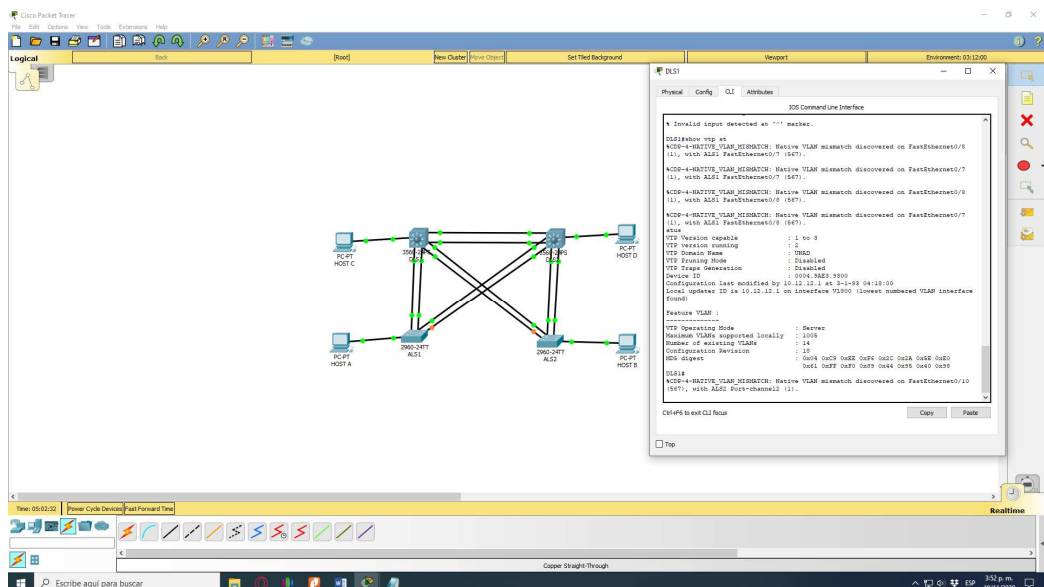 Cisco Packet Tracer
File Edit Options View Tools Extensions Help
Logical Back [Root] New Cluster Move Object Set Tiled Background Viewport Environment: 03:12:00
DLS1
Physical Config CLI Attributes
IOS Command Line Interface
% Invalid input detected at '^' marker.
DLS1#show vtp st
%CDP-4-NATIVE_VLAN_MISMATCH: Native VLAN mismatch discovered on FastEthernet0/8
(1), with ALS1 FastEthernet0/7 (567).
%CDP-4-NATIVE_VLAN_MISMATCH: Native VLAN mismatch discovered on FastEthernet0/7
(1), with ALS1 FastEthernet0/7 (567).
%CDP-4-NATIVE_VLAN_MISMATCH: Native VLAN mismatch discovered on FastEthernet0/8
(1), with ALS1 FastEthernet0/8 (567).
%CDP-4-NATIVE_VLAN_MISMATCH: Native VLAN mismatch discovered on FastEthernet0/7
(1), with ALS1 FastEthernet0/8 (567).
atus
VTP Version capable : 1 to 3
VTP version running : 2
VTP Domain Name : UNAD
VTP Pruning Mode : Disabled
VTP Traps Generation : Disabled
Device ID : 0004.9AE3.9300
Configuration last modified by 10.12.12.1 at 3-1-93 04:18:00
Local updater ID is 10.12.12.1 on interface Vl800 (lowest numbered VLAN interface
found)
Feature VLAN :
--------------
VTP Operating Mode : Server
Maximum VLANs supported locally : 1005
Number of existing VLANs : 14
Configuration Revision : 18
MD5 digest : 0x04 0xC9 0xEE 0xF6 0x2C 0x2A 0x5E 0xE0
0x61 0xFF 0xF0 0x89 0x44 0x95 0x40 0x98
DLS1#
%CDP-4-NATIVE_VLAN_MISMATCH: Native VLAN mismatch discovered on FastEthernet0/10
(567), with ALS2 Port-channel2 (1).
Ctrl+F6 to exit CLI focus
Copy Paste
Top
PC-PT
HOST C
PC-PT
HOST D
2960-24TT
ALS1
2960-24TT
ALS2
PC-PT
HOST A
PC-PT
HOST B
Time: 05:02:32 Power Cycle Devices Fast Forward Time
Realtime
Copper Straight-Through
Escribe aquí para buscar
ESP
3:52 p. m.